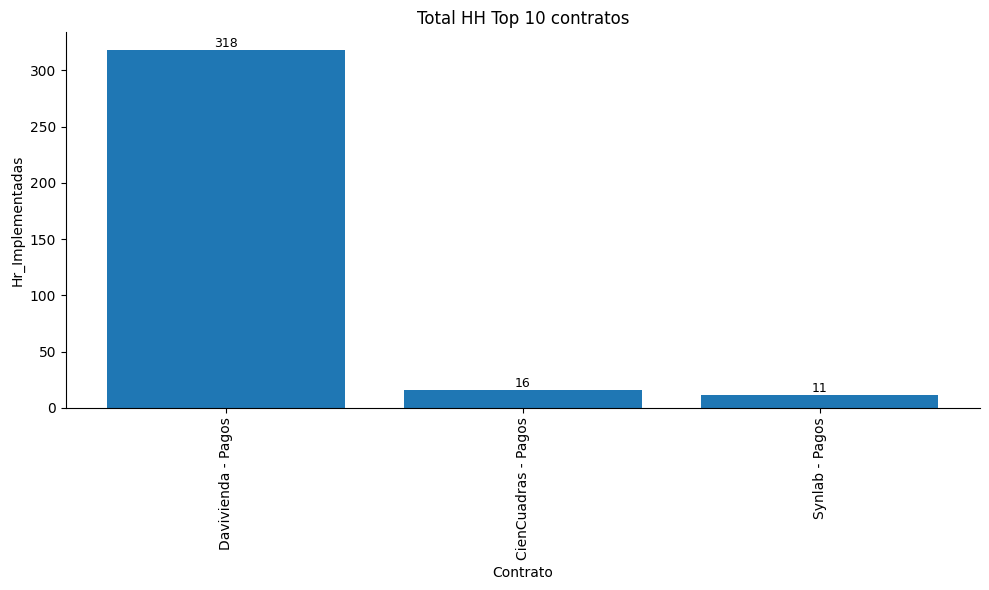 Total HH Top 10 contratos
Hr_Implementadas
300
250
200
150
100
50
0
318
16
11
Davivienda - Pagos
CienCuadras - Pagos
Synlab - Pagos
Contrato